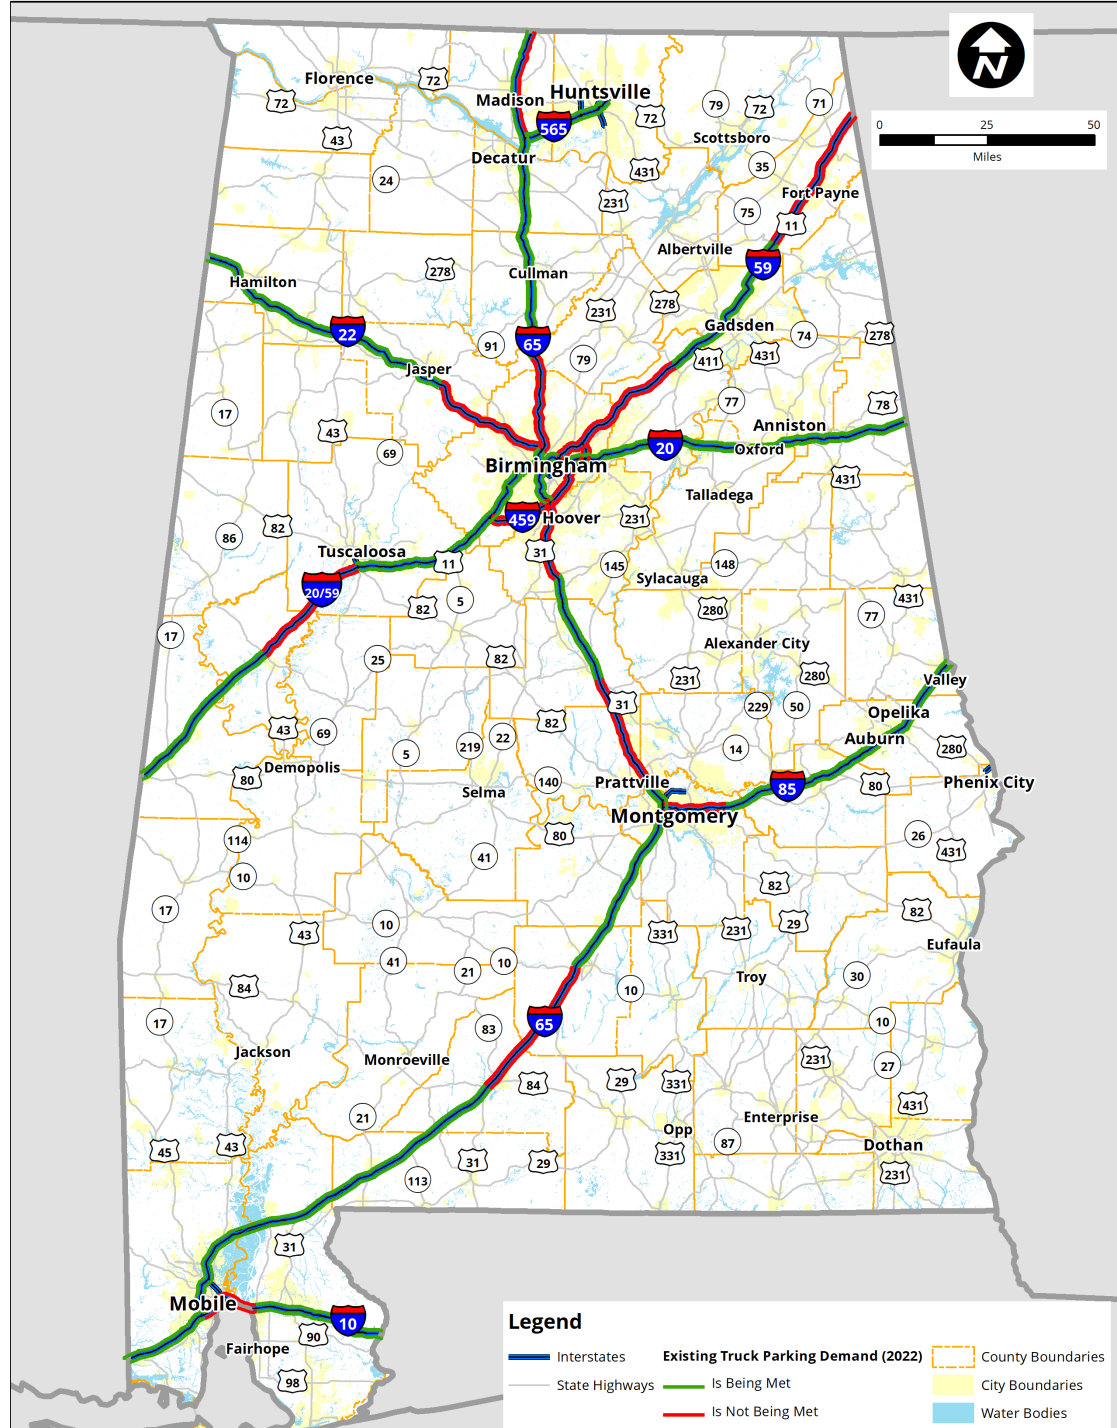 N
0 25 50
Miles
Florence
72
72
Madison
Huntsville
79
72
71
43
565
72
Scottsboro
Decatur
24
431
35
Fort Payne
231
75
11
Albertville
59
278
Cullman
Hamilton
231
278
22
65
Gadsden
74
278
91
79
411
431
Jasper
77
78
17
43
Anniston
69
20
Oxford
Birmingham
431
Talladega
82
459
Hoover
231
86
Tuscaloosa
31
11
145
148
Sylacauga
20/59
5
82
280
431
77
17
Alexander City
25
82
231
280
Valley
31
229
50
Opelika
43
69
82
22
219
5
14
Auburn
280
Demopolis
80
Selma
140
Prattville
85
80
Phenix City
Montgomery
114
80
26
431
41
10
82
17
10
43
331
231
29
82
Eufaula
41
21
10
10
Troy
30
84
17
83
65
10
Jackson
Monroeville
231
27
84
29
331
21
431
Enterprise
Opp
87
Dothan
45
43
31
29
331
231
113
31
Mobile
10
90
Fairhope
98
Legend
Interstates
State Highways
Existing Truck Parking Demand (2022)
Is Being Met
Is Not Being Met
County Boundaries
City Boundaries
Water Bodies